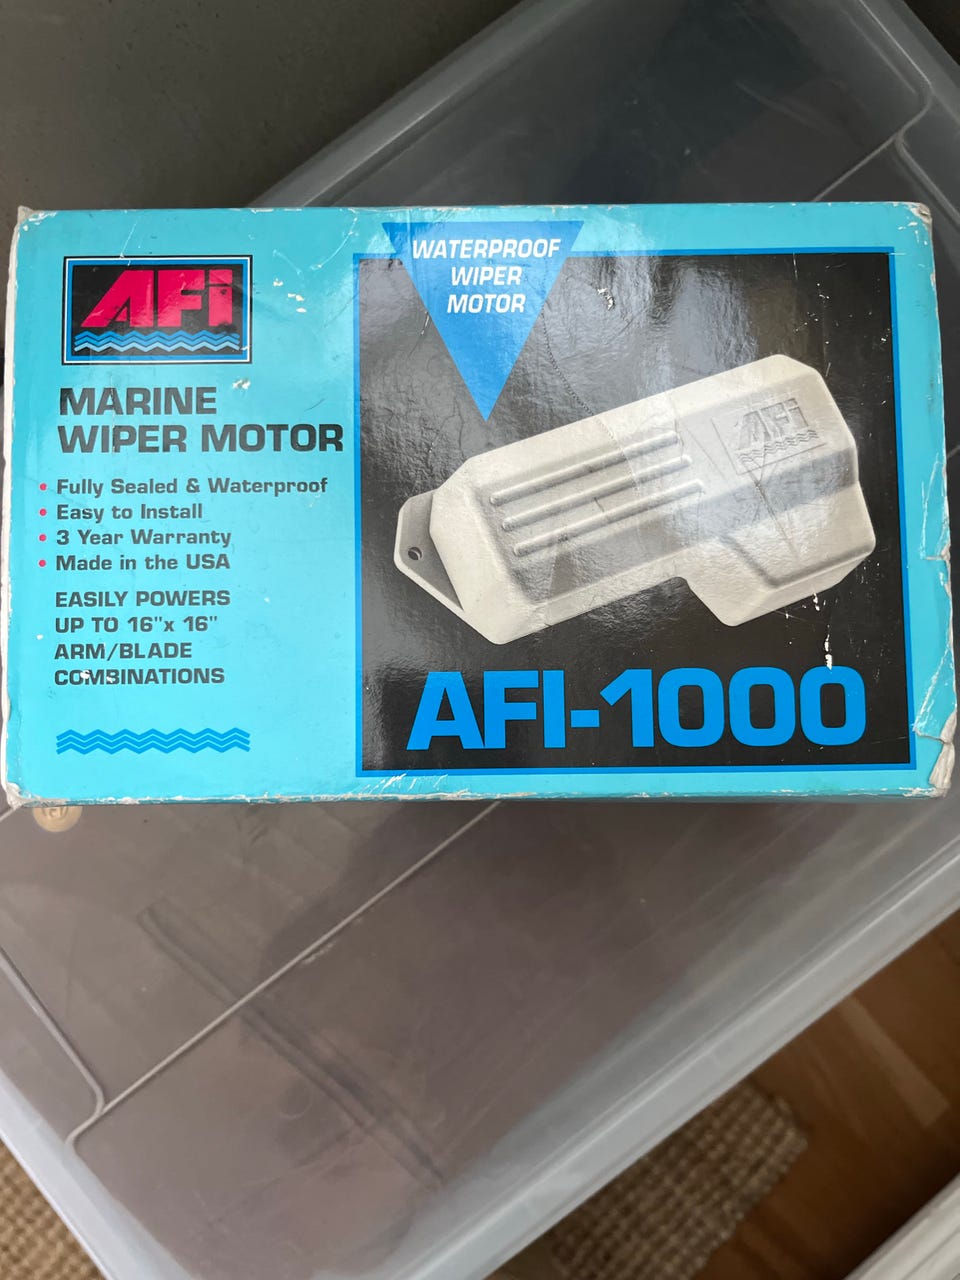 AFi
MARINE
WIPER MOTOR
• Fully Sealed & Waterproof
• Easy to Install
• 3 Year Warranty
• Made in the USA
EASILY POWERS
UP TO 16"x 16"
ARM/BLADE
COMBINATIONS
WATERPROOF
WIPER
MOTOR
AFi
AFI-1000